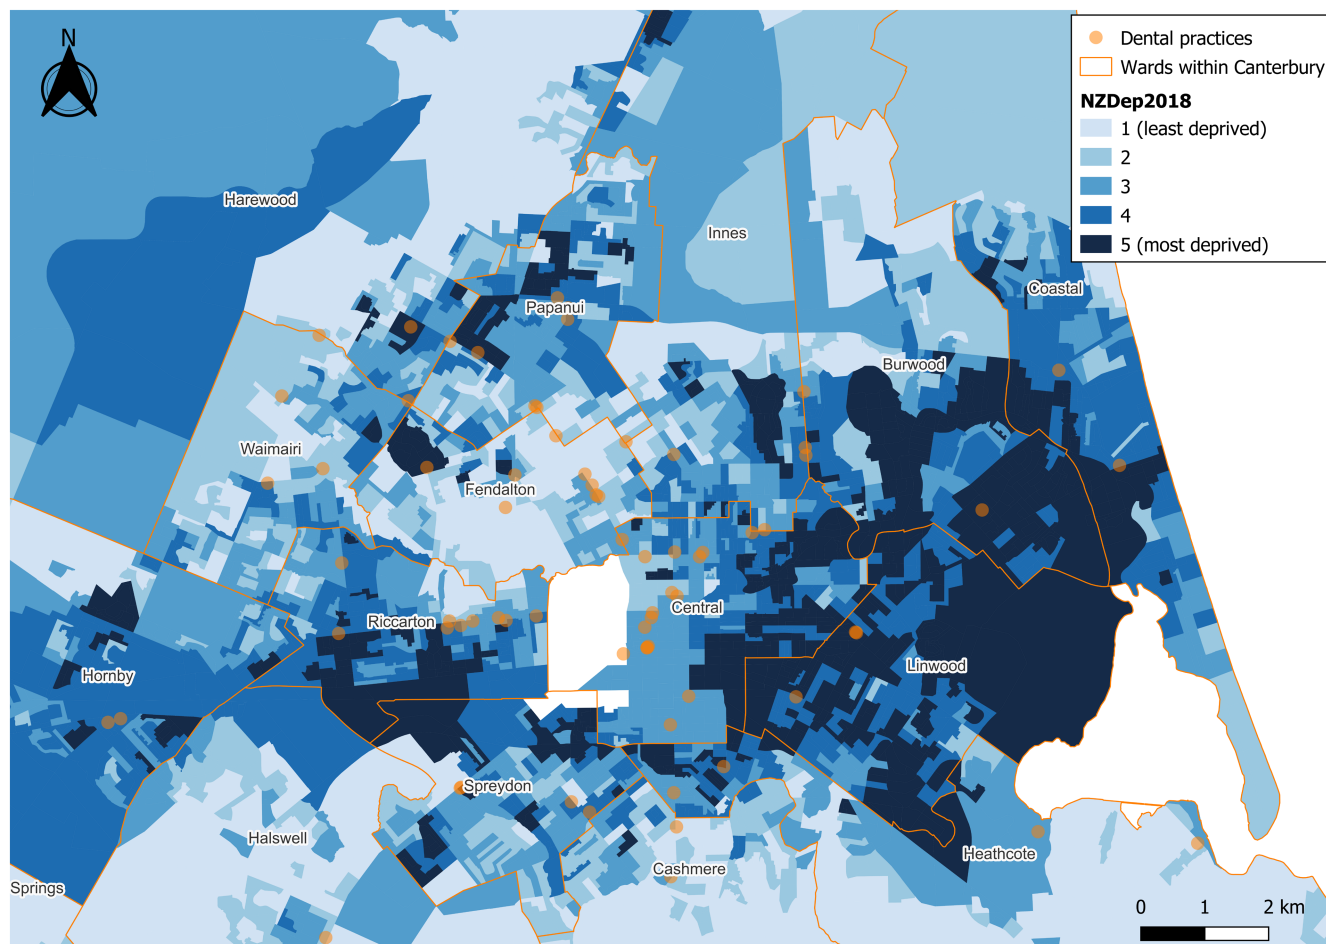 N
Dental practices
Wards within Canterbury
NZDep2018
1 (least deprived)
2
3
4
5 (most deprived)
Harewood
Innes
Coastal
Papanui
Burwood
Waimairi
Fendalton
Central
Riccarton
Linwood
Hornby
Spreydon
Halswell
Heathcote
Cashmere
Springs
0 1 2 km